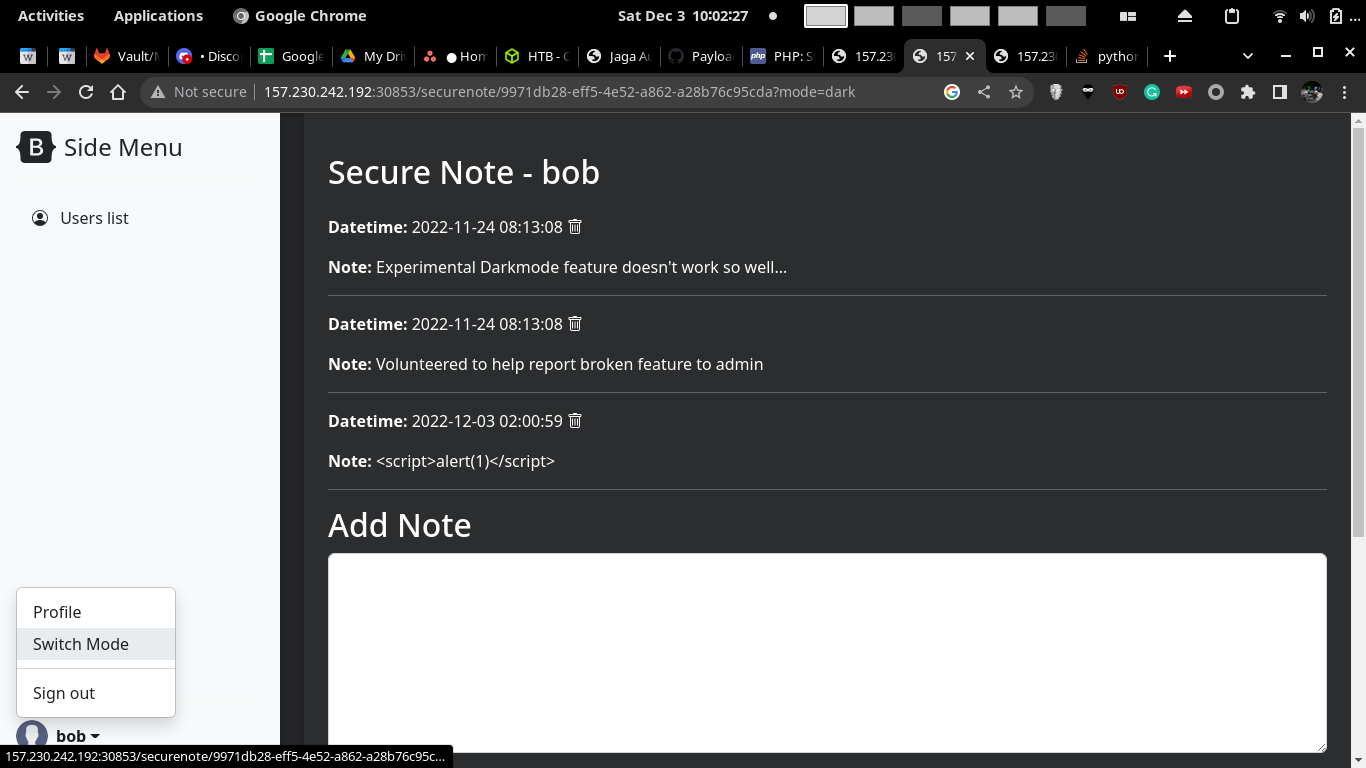 Activities Applications Google Chrome Sat Dec 3 10:02:27
Vault/ Disco Google My Dri Hom HTB - C Jaga Au Payloa PHP: S 157.230 157 157.230 python
Not secure 157.230.242.192:30853/securenote/9971db28-eff5-4e52-a862-a28b76c95cda?mode=dark
B Side Menu
Users list
Secure Note - bob
Datetime: 2022-11-24 08:13:08
Note: Experimental Darkmode feature doesn't work so well...
Datetime: 2022-11-24 08:13:08
Note: Volunteered to help report broken feature to admin
Datetime: 2022-12-03 02:00:59
Note: <script>alert(1)</script>
Add Note
Profile
Switch Mode
Sign out
bob
157.230.242.192:30853/securenote/9971db28-eff5-4e52-a862-a28b76c95c...